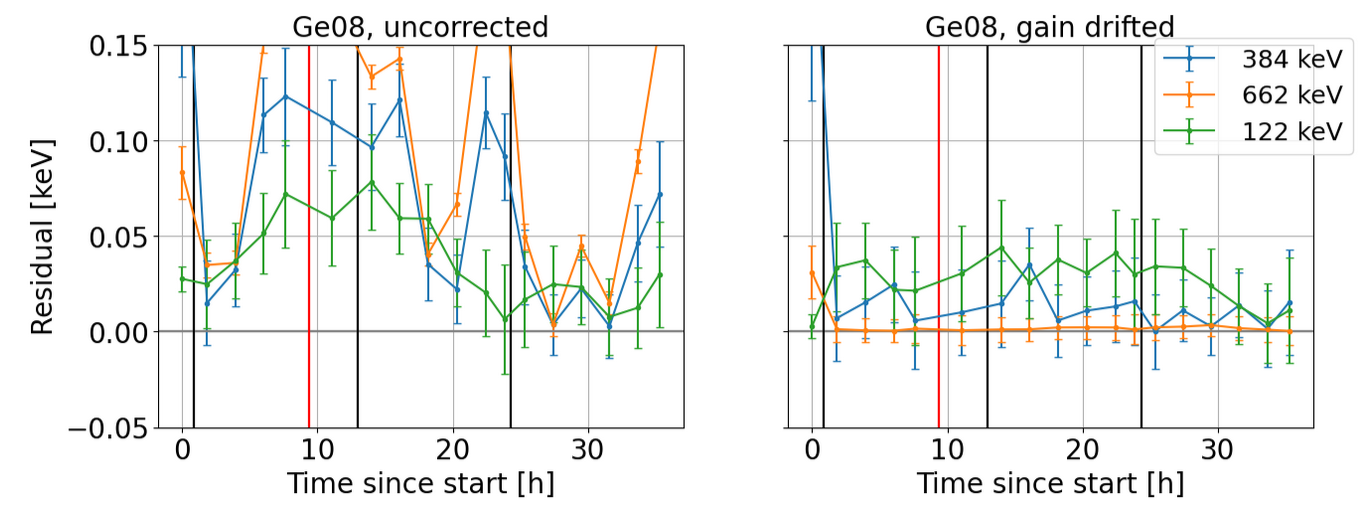 Ge08, uncorrected
Ge08, gain drifted
0.15
0.10
0.05
0.00
−0.05
Residual [keV]
0 10 20 30
Time since start [h]
0 10 20 30
Time since start [h]
384 keV
662 keV
122 keV